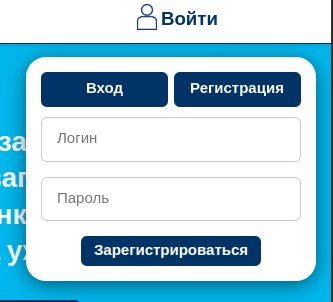 Войти
Вход Регистрация
Логин
Пароль
Зарегистрироваться